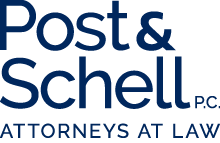 Post &
Schell P.C.
ATTORNEYS AT LAW